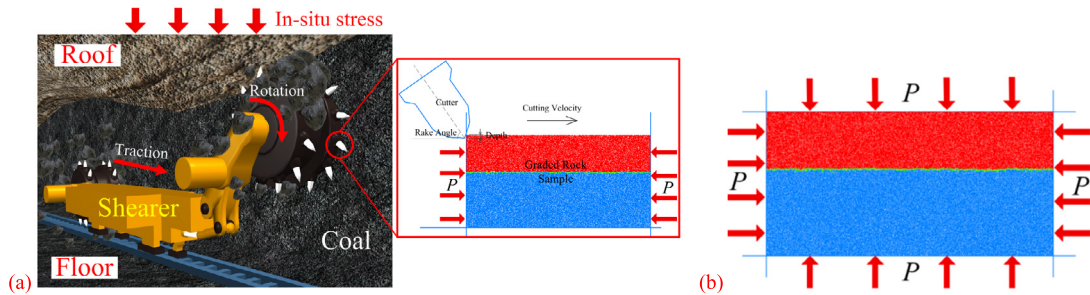 In-situ stress
Roof
Rotation
Traction
Shearer
Coal
Floor
(a)
Cutter
Cutting Velocity
Rake Angle
Depth
Graded Rock
Sample
P
P
P
P
P
P
(b)